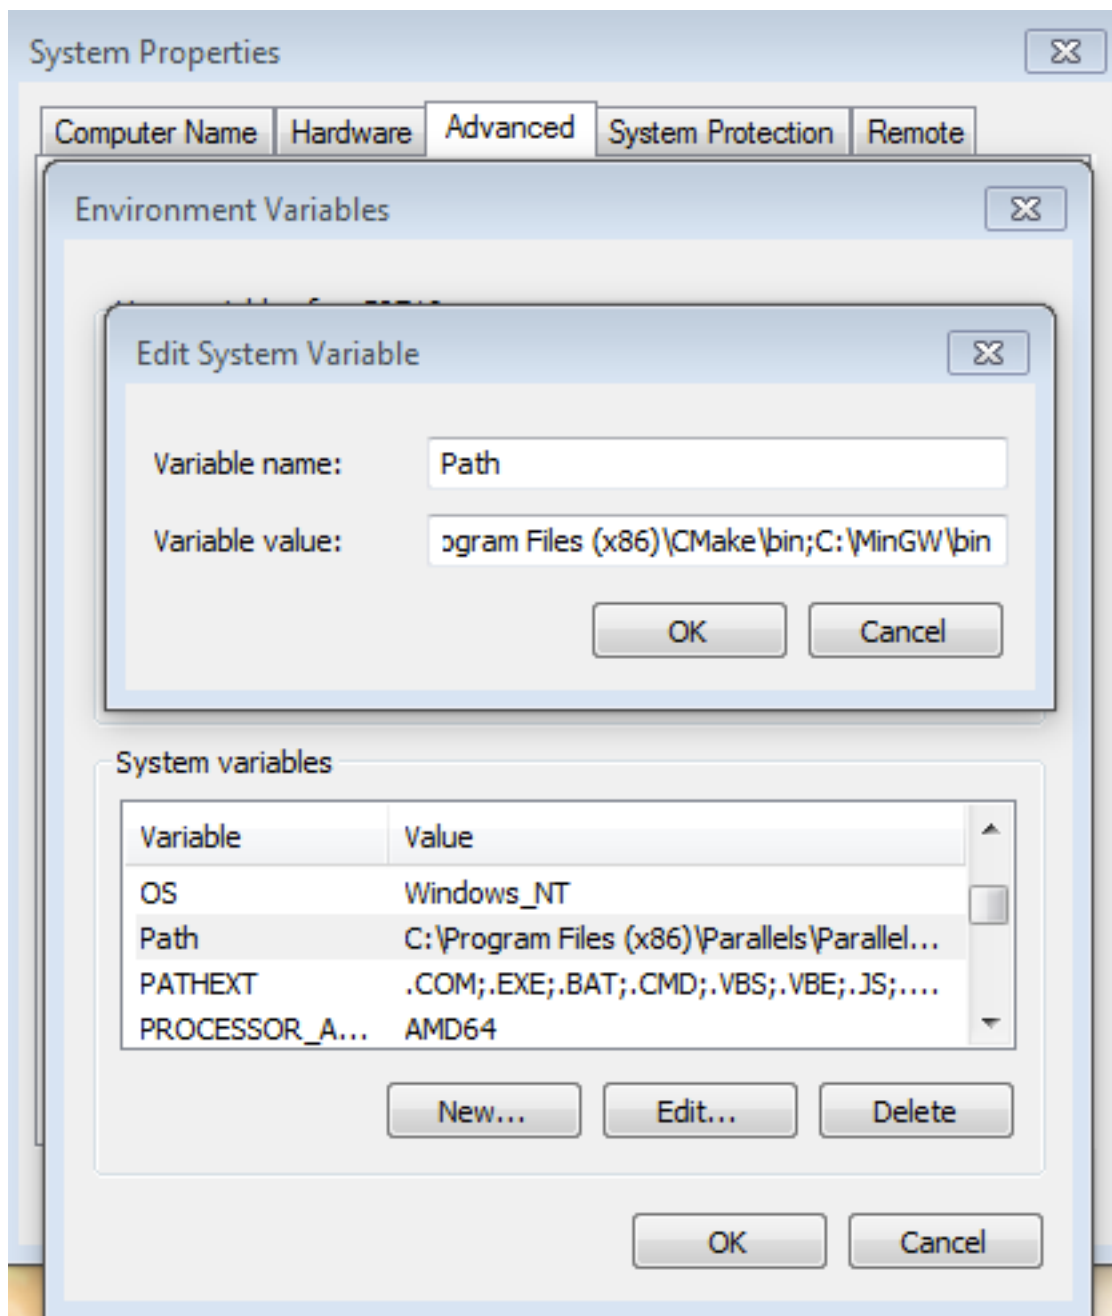 System Properties
Computer Name Hardware Advanced System Protection Remote
Environment Variables
Edit System Variable
Variable name: Path
Variable value: ogram Files (x86)\CMake\bin;C:\MinGW\bin
OK Cancel
System variables
Variable Value
OS Windows_NT
Path C:\Program Files (x86)\Parallels\Parallel...
PATHEXT .COM;.EXE;.BAT;.CMD;.VBS;.VBE;.JS;....
PROCESSOR_A... AMD64
New... Edit... Delete
OK Cancel